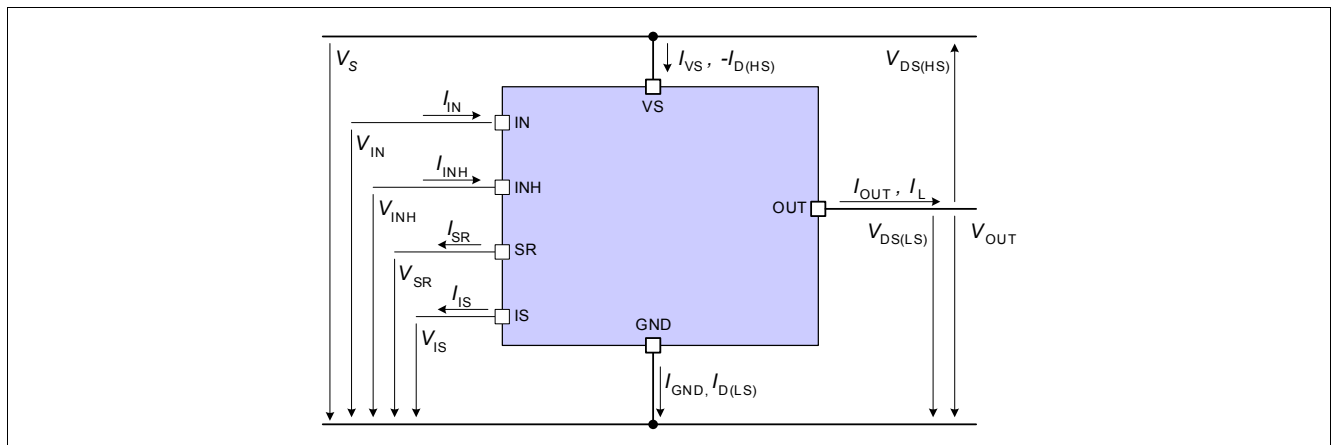 V_S
I_VS , -I_D(HS)
V_DS(HS)
VS
I_IN
IN
V_IN
I_INH
INH
V_INH
I_SR
SR
V_SR
I_IS
IS
V_IS
OUT
I_OUT , I_L
V_DS(LS)
V_OUT
GND
I_GND, I_D(LS)